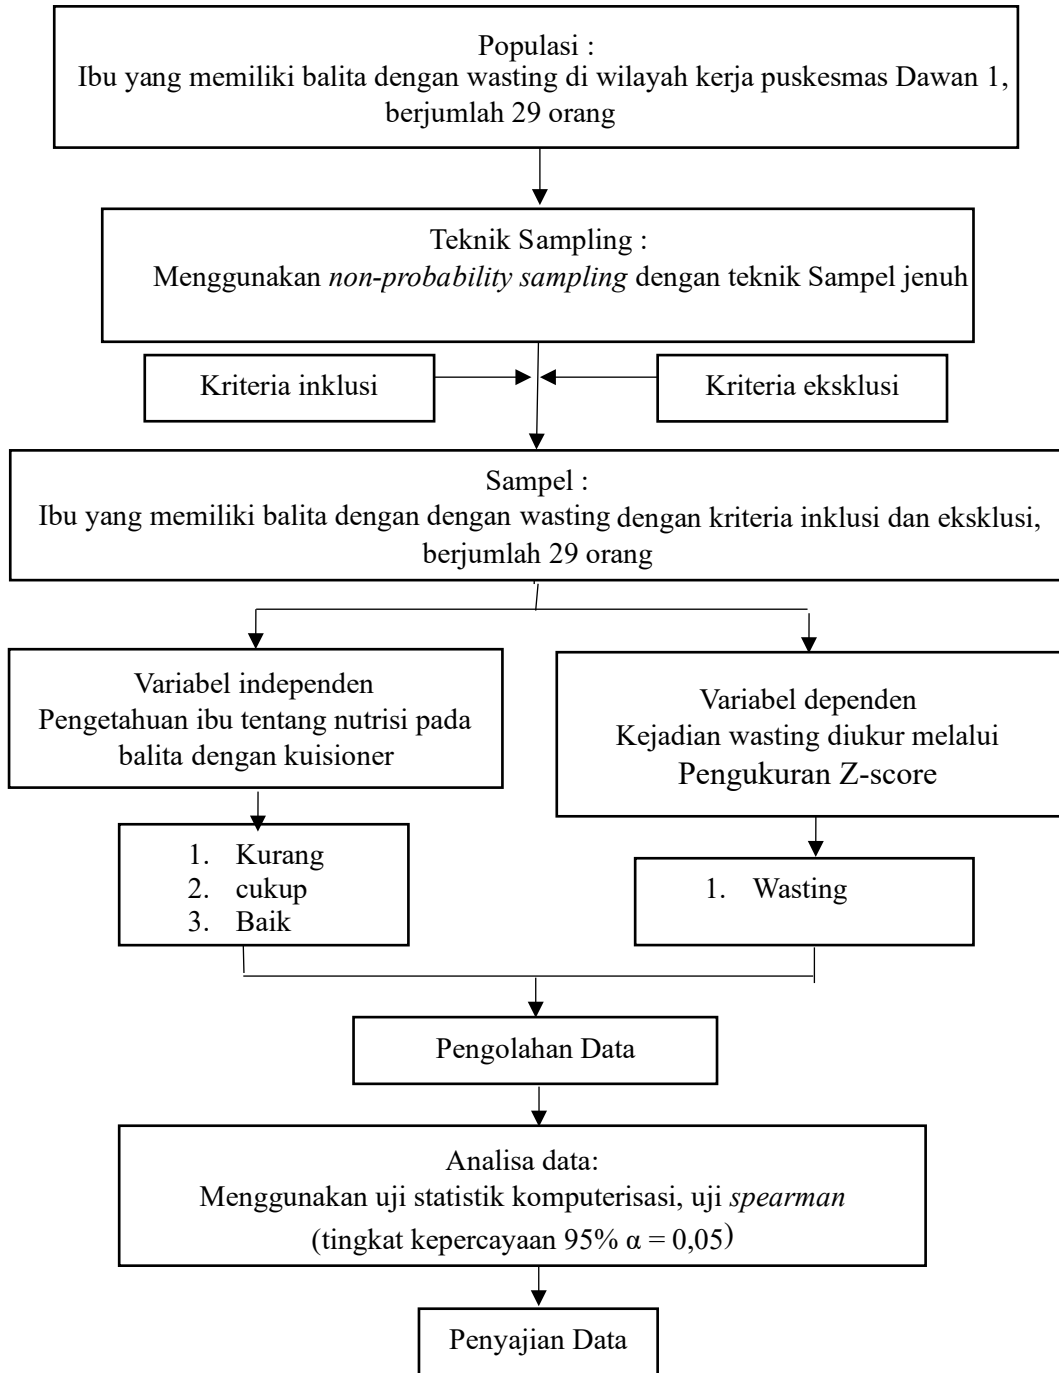 Populasi :
Ibu yang memiliki balita dengan wasting di wilayah kerja puskesmas Dawan 1,
berjumlah 29 orang
Teknik Sampling :
Menggunakan non-probability sampling dengan teknik Sampel jenuh
Kriteria inklusi
Kriteria eksklusi
Sampel :
Ibu yang memiliki balita dengan dengan wasting dengan kriteria inklusi dan eksklusi,
berjumlah 29 orang
Variabel independen
Pengetahuan ibu tentang nutrisi pada
balita dengan kuisioner
Variabel dependen
Kejadian wasting diukur melalui
Pengukuran Z-score
1. Kurang
2. cukup
3. Baik
1. Wasting
Pengolahan Data
Analisa data:
Menggunakan uji statistik komputerisasi, uji spearman
(tingkat kepercayaan 95% α = 0,05)
Penyajian Data